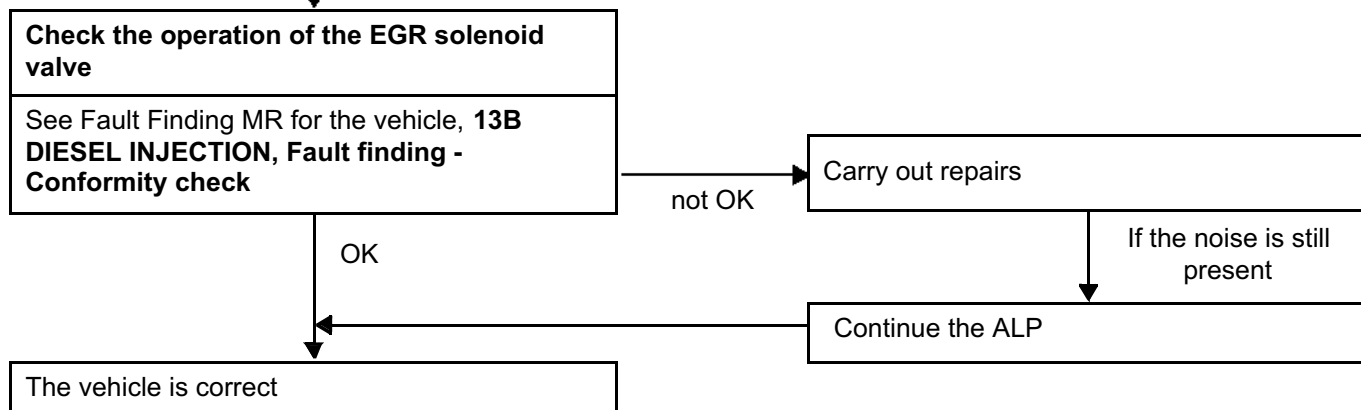 Check the operation of the EGR solenoid
valve
See Fault Finding MR for the vehicle, 13B
DIESEL INJECTION, Fault finding -
Conformity check
not OK
Carry out repairs
OK
If the noise is still
present
Continue the ALP
The vehicle is correct